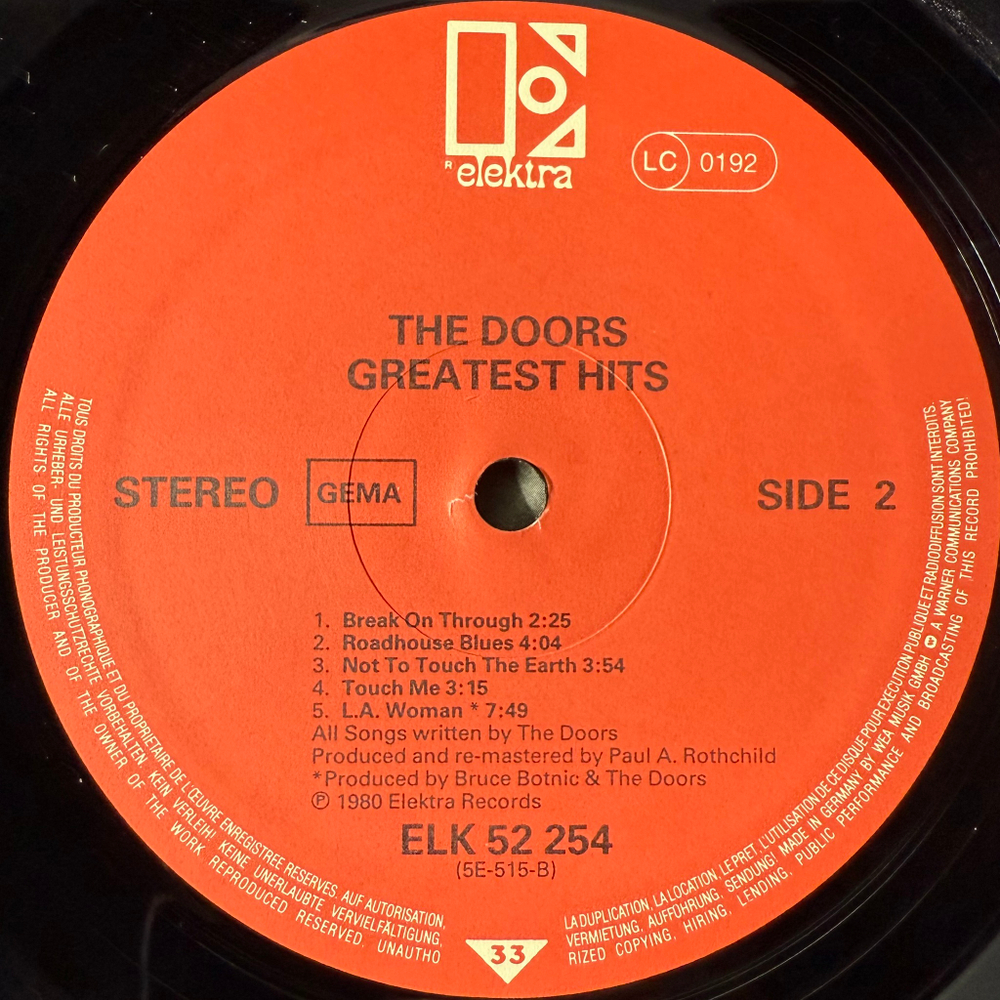 R elektra
LC 0192
THE DOORS
GREATEST HITS
STEREO GEMA SIDE 2
1. Break On Through 2:25
2. Roadhouse Blues 4:04
3. Not To Touch The Earth 3:54
4. Touch Me 3:15
5. L.A. Woman * 7:49
All Songs written by The Doors
Produced and re-mastered by Paul A. Rothchild
*Produced by Bruce Botnic & The Doors
℗ 1980 Elektra Records
ELK 52 254
(5E-515-B)
33
TOUS DROITS DU PRODUCTEUR PHONOGRAPHIQUE ET DU PROPRIETAIRE DE L'ŒUVRE ENREGISTREE RESERVES. AUF AUTORISATION,
LA DUPLICATION, LA LOCATION, LE PRET, L'UTILISATION DE CE DISQUE POUR EXECUTION PUBLIQUE ET RADIODIFFUSION SONT INTERDITS.
ALLE URHEBER- UND LEISTUNGSSCHUTZRECHTE VORBEHALTEN, KEIN VERLEIH! KEINE UNERLAUBTE, VERVIELFÄLTIGUNG,
VERMIETUNG, AUFFÜHRUNG, SENDUNG! MADE IN GERMANY BY WEA MUSIK GMBH A WARNER COMMUNICATIONS COMPANY
ALL RIGHTS OF THE PRODUCER AND OF THE OWNER OF THE WORK REPRODUCED RESERVED, UNAUTHO
RIZED COPYING, HIRING, LENDING, PUBLIC PERFORMANCE AND BROADCASTING OF THIS RECORD PROHIBITED!